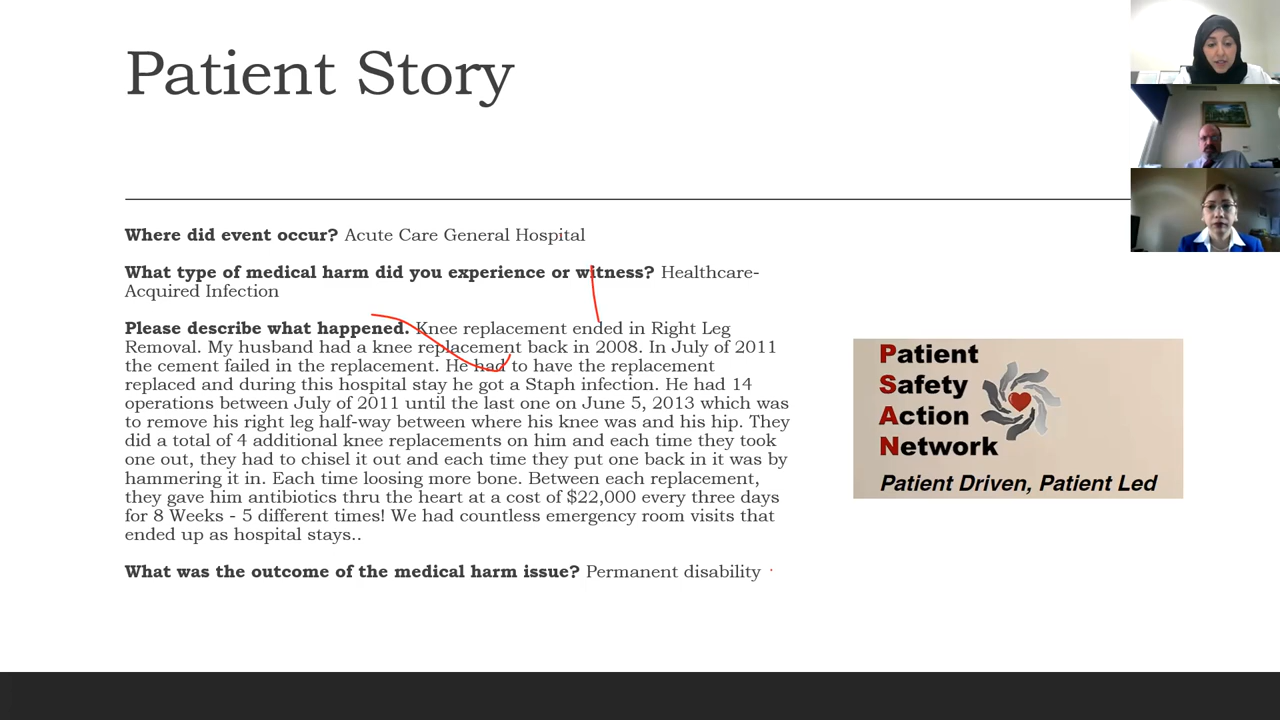 Patient Story
Where did event occur? Acute Care General Hospital
What type of medical harm did you experience or witness? Healthcare-
Acquired Infection
Please describe what happened. Knee replacement ended in Right Leg
Removal. My husband had a knee replacement back in 2008. In July of 2011
the cement failed in the replacement. He had to have the replacement
replaced and during this hospital stay he got a Staph infection. He had 14
operations between July of 2011 until the last one on June 5, 2013 which was
to remove his right leg half-way between where his knee was and his hip. They
did a total of 4 additional knee replacements on him and each time they took
one out, they had to chisel it out and each time they put one back in it was by
hammering it in. Each time loosing more bone. Between each replacement,
they gave him antibiotics thru the heart at a cost of $22,000 every three days
for 8 Weeks - 5 different times! We had countless emergency room visits that
ended up as hospital stays..
What was the outcome of the medical harm issue? Permanent disability
Patient
Safety
Action
Network
Patient Driven, Patient Led